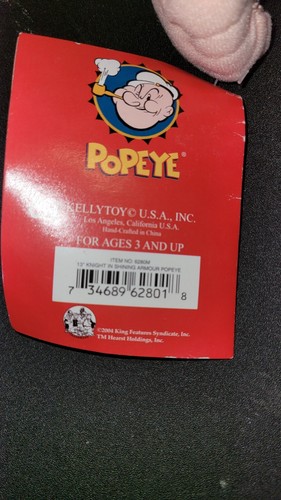 POPEYE®
KELLYTOY© U.S.A., INC.
Los Angeles, California U.S.A.
Hand-Crafted in China
FOR AGES 3 AND UP
ITEM NO. 6280M
13" KNIGHT IN SHINING ARMOUR POPEYE
7 34689 62801 8
©2004 King Features Syndicate, Inc.
TM Hearst Holdings, Inc.